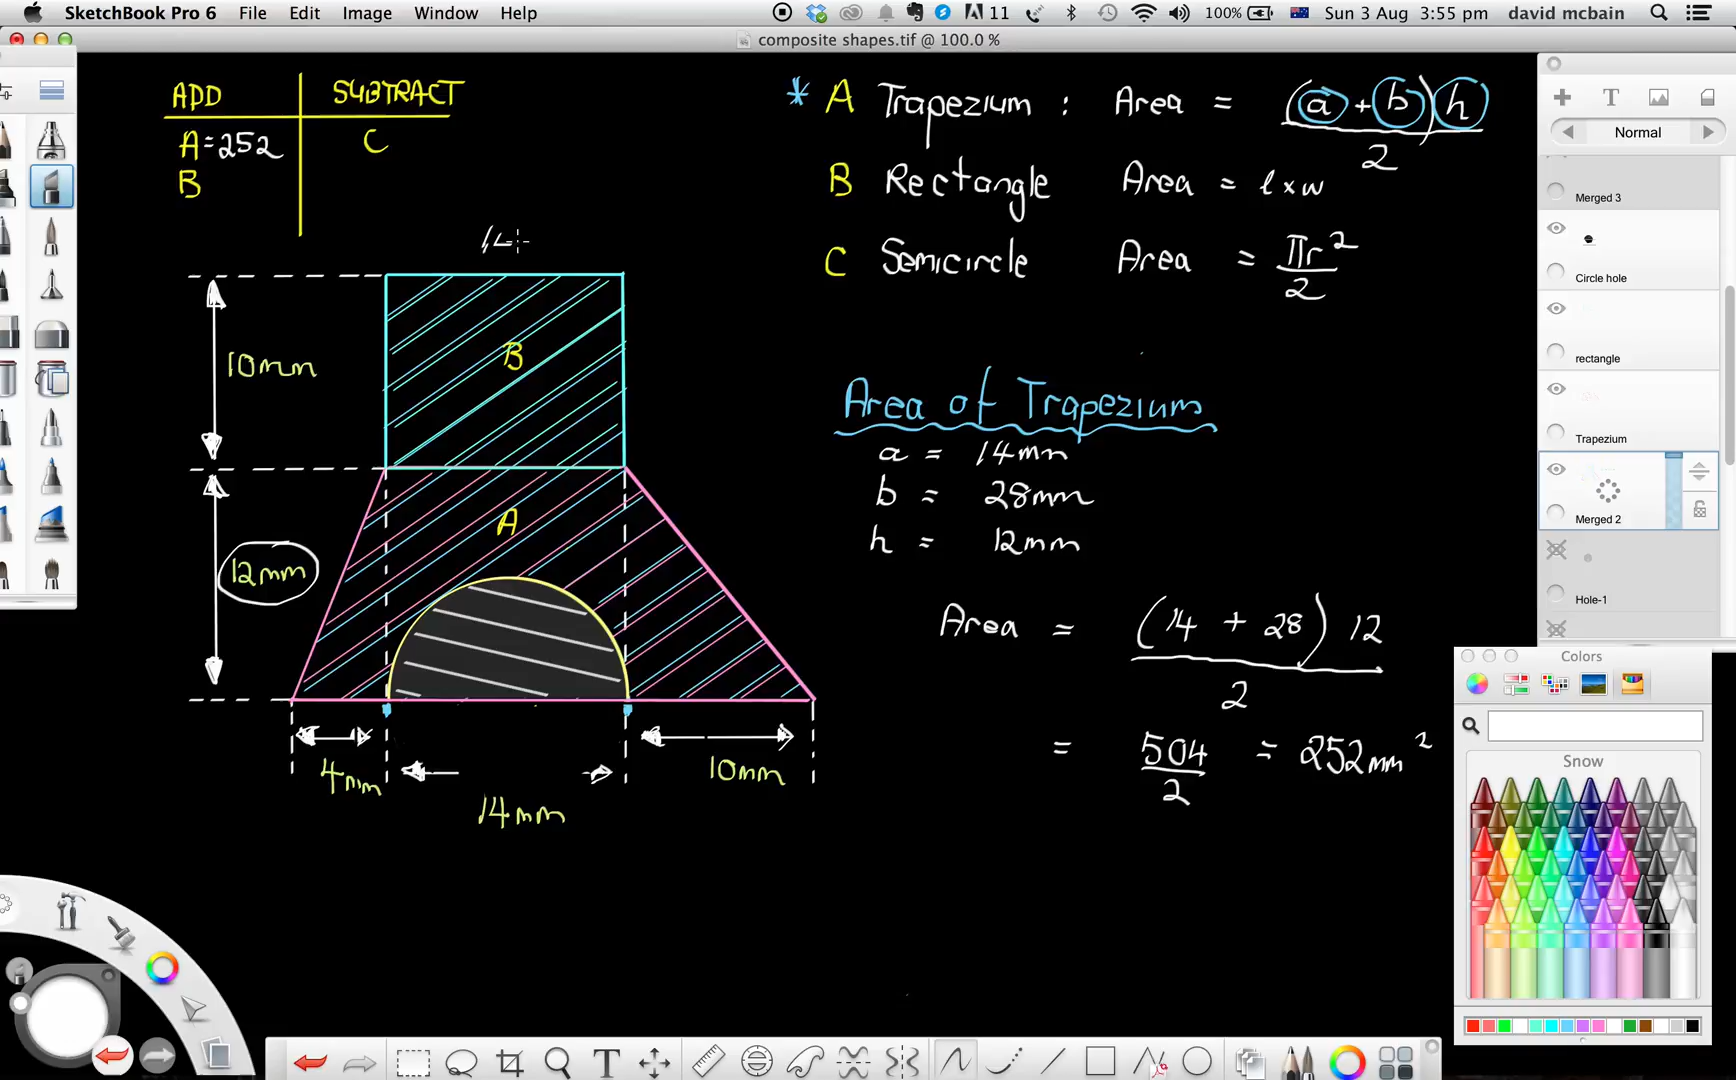 SketchBook Pro 6 File Edit Image Window Help 11 100% Sun 3 Aug 3:55 pm david mcbain
composite shapes.tif @ 100.0 %
ADD SUBTRACT
A=252 C
B
* A Trapezium : Area = (a + b)h / 2
B Rectangle Area = l x w
C Semicircle Area = πr² / 2
14
10mm
B
A
12mm
4mm
14mm
10mm
Area of Trapezium
a = 14mm
b = 28mm
h = 12mm
Area = (14 + 28) 12 / 2
= 504 / 2 = 252mm²
T
Normal
Merged 3
Circle hole
rectangle
Trapezium
Merged 2
Hole-1
Colors
Snow
T